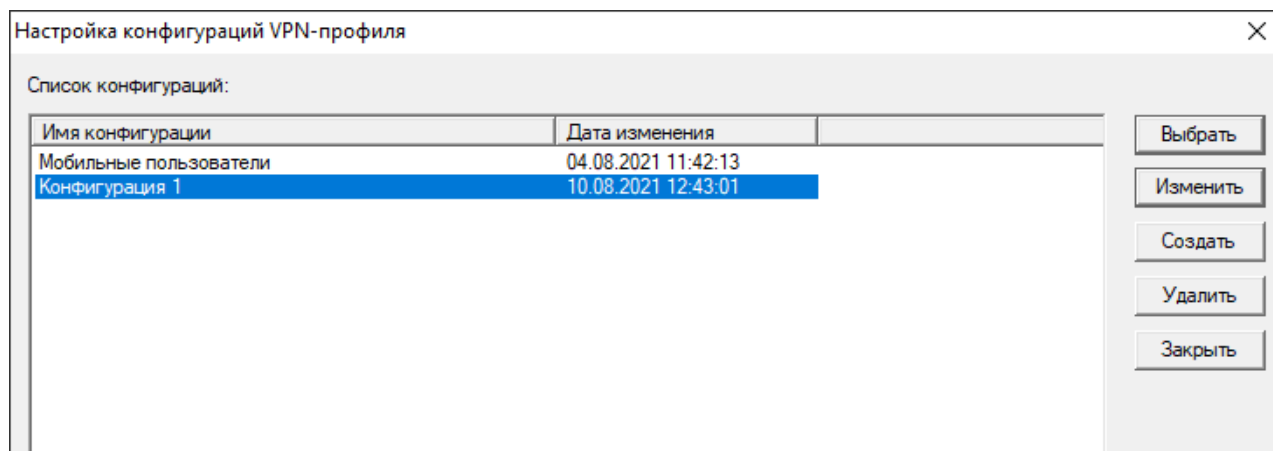 Настройка конфигураций VPN-профиля
Список конфигураций:
Имя конфигурации Дата изменения
Мобильные пользователи 04.08.2021 11:42:13
Конфигурация 1 10.08.2021 12:43:01
Выбрать
Изменить
Создать
Удалить
Закрыть